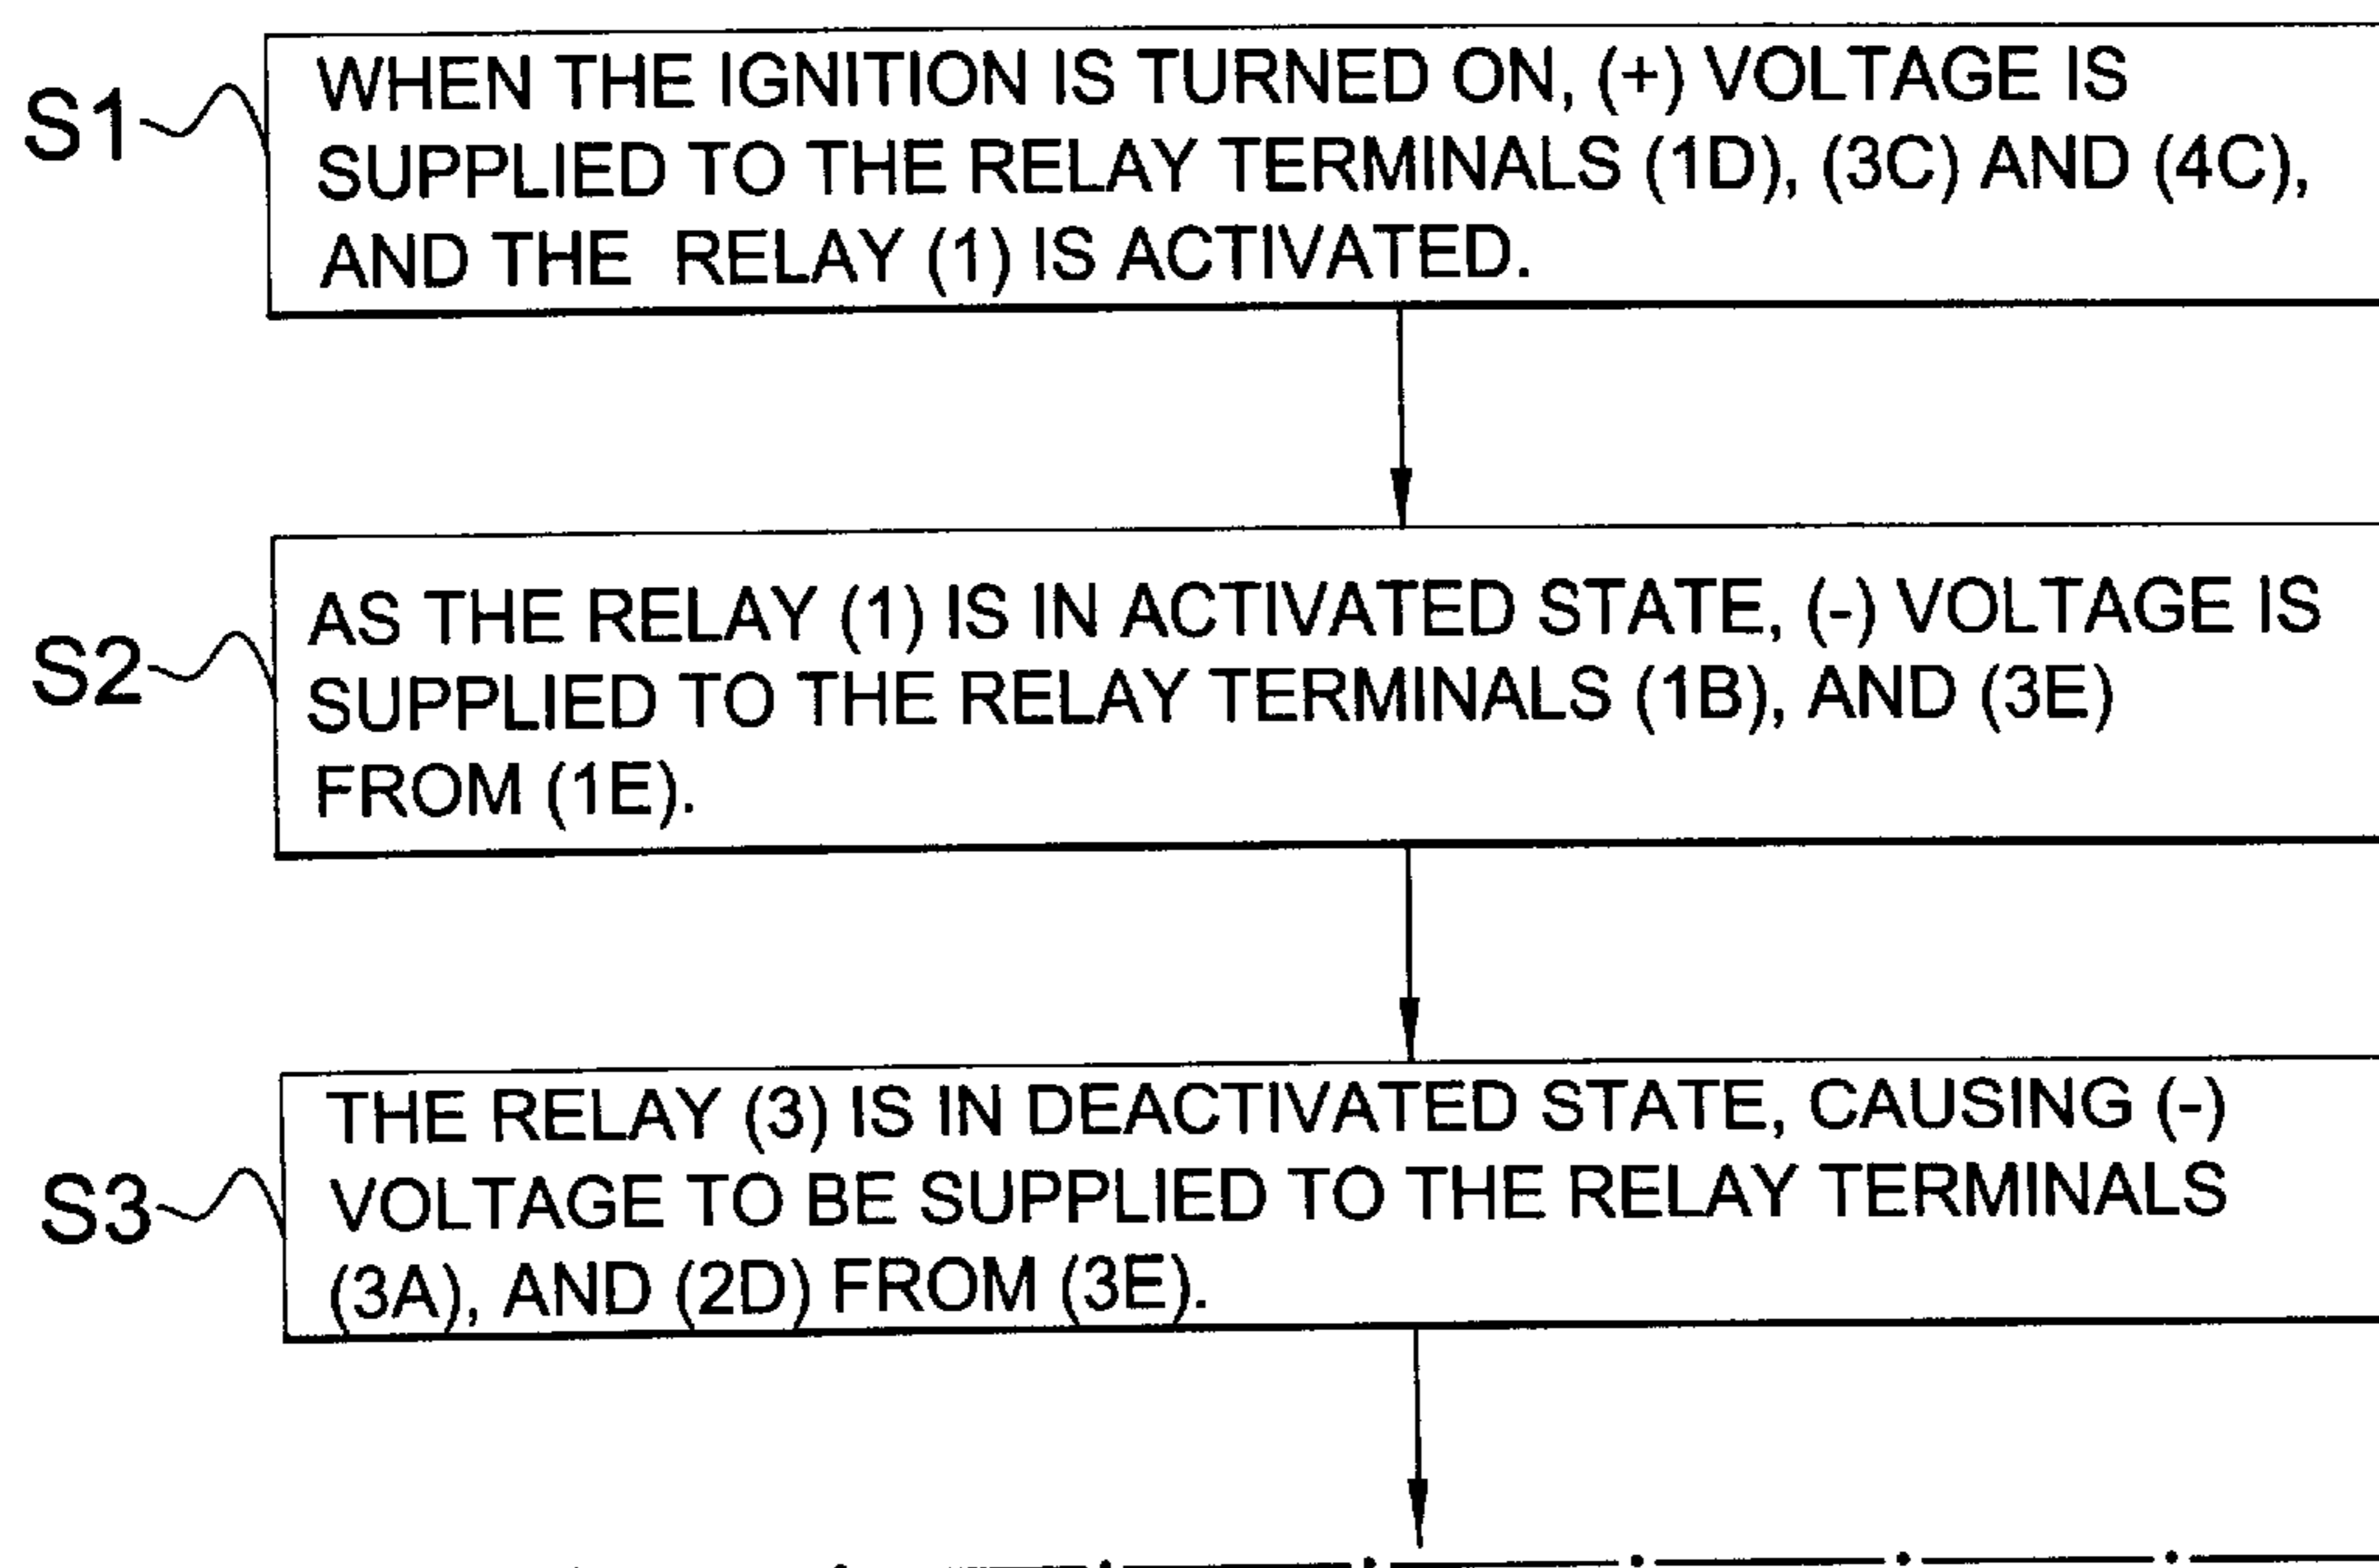 S1
WHEN THE IGNITION IS TURNED ON, (+) VOLTAGE IS
SUPPLIED TO THE RELAY TERMINALS (1D), (3C) AND (4C),
AND THE RELAY (1) IS ACTIVATED.
S2
AS THE RELAY (1) IS IN ACTIVATED STATE, (-) VOLTAGE IS
SUPPLIED TO THE RELAY TERMINALS (1B), AND (3E)
FROM (1E).
S3
THE RELAY (3) IS IN DEACTIVATED STATE, CAUSING (-)
VOLTAGE TO BE SUPPLIED TO THE RELAY TERMINALS
(3A), AND (2D) FROM (3E).